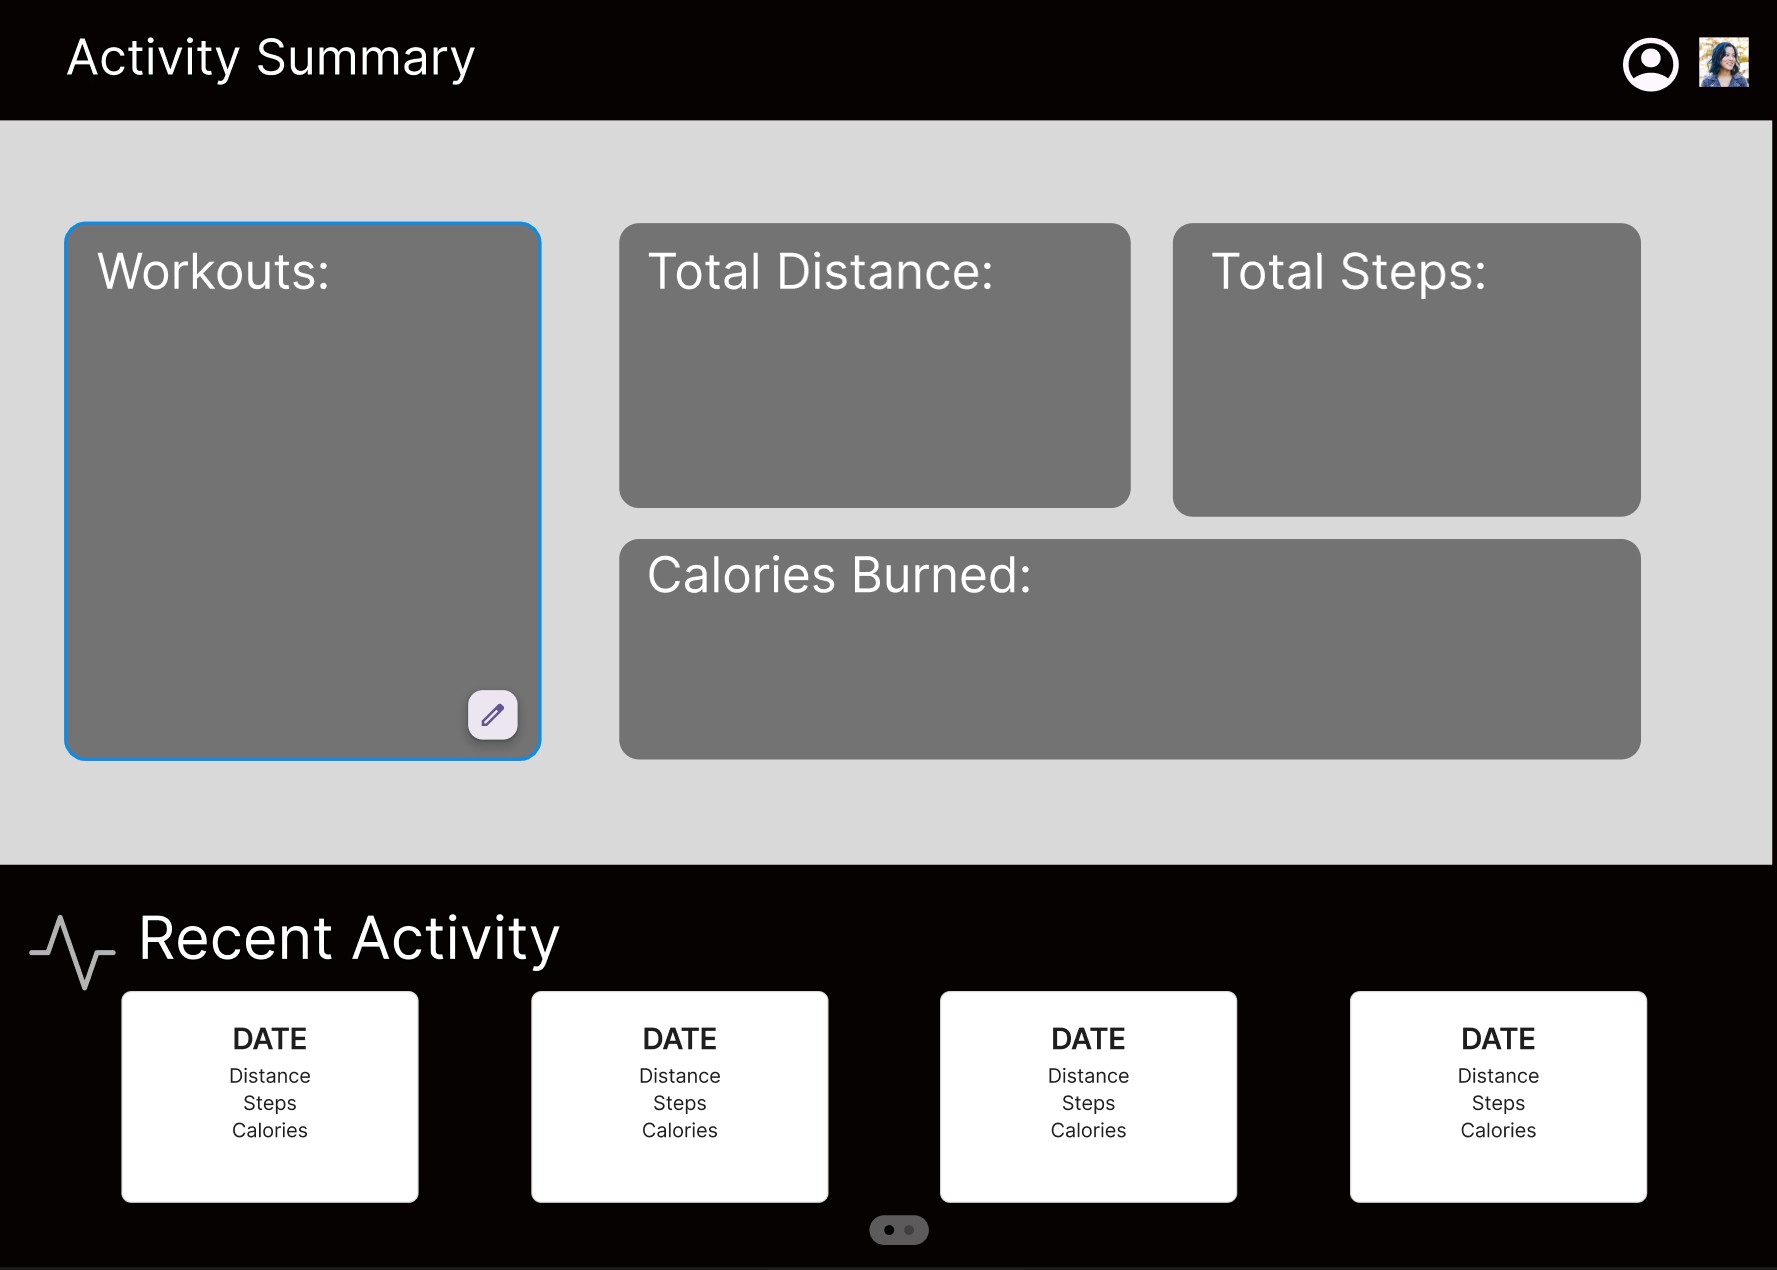 Activity Summary
Workouts:
Total Distance:
Total Steps:
Calories Burned:
Recent Activity
DATE
Distance
Steps
Calories
DATE
Distance
Steps
Calories
DATE
Distance
Steps
Calories
DATE
Distance
Steps
Calories